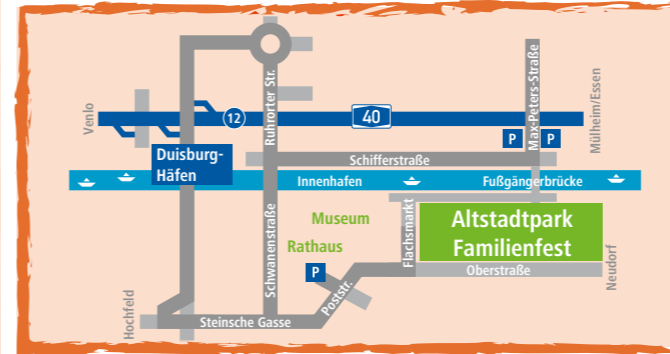 Venlo
12
Ruhrorter Str.
40
Max-Peters-Straße
Mülheim/Essen
P
P
Duisburg-
Häfen
Schifferstraße
Innenhafen
Fußgängerbrücke
Schwanenstraße
Museum
Rathaus
Flachsmarkt
Altstadtpark
Familienfest
P
Oberstraße
Neudorf
Poststr.
Hochfeld
Steinsche Gasse